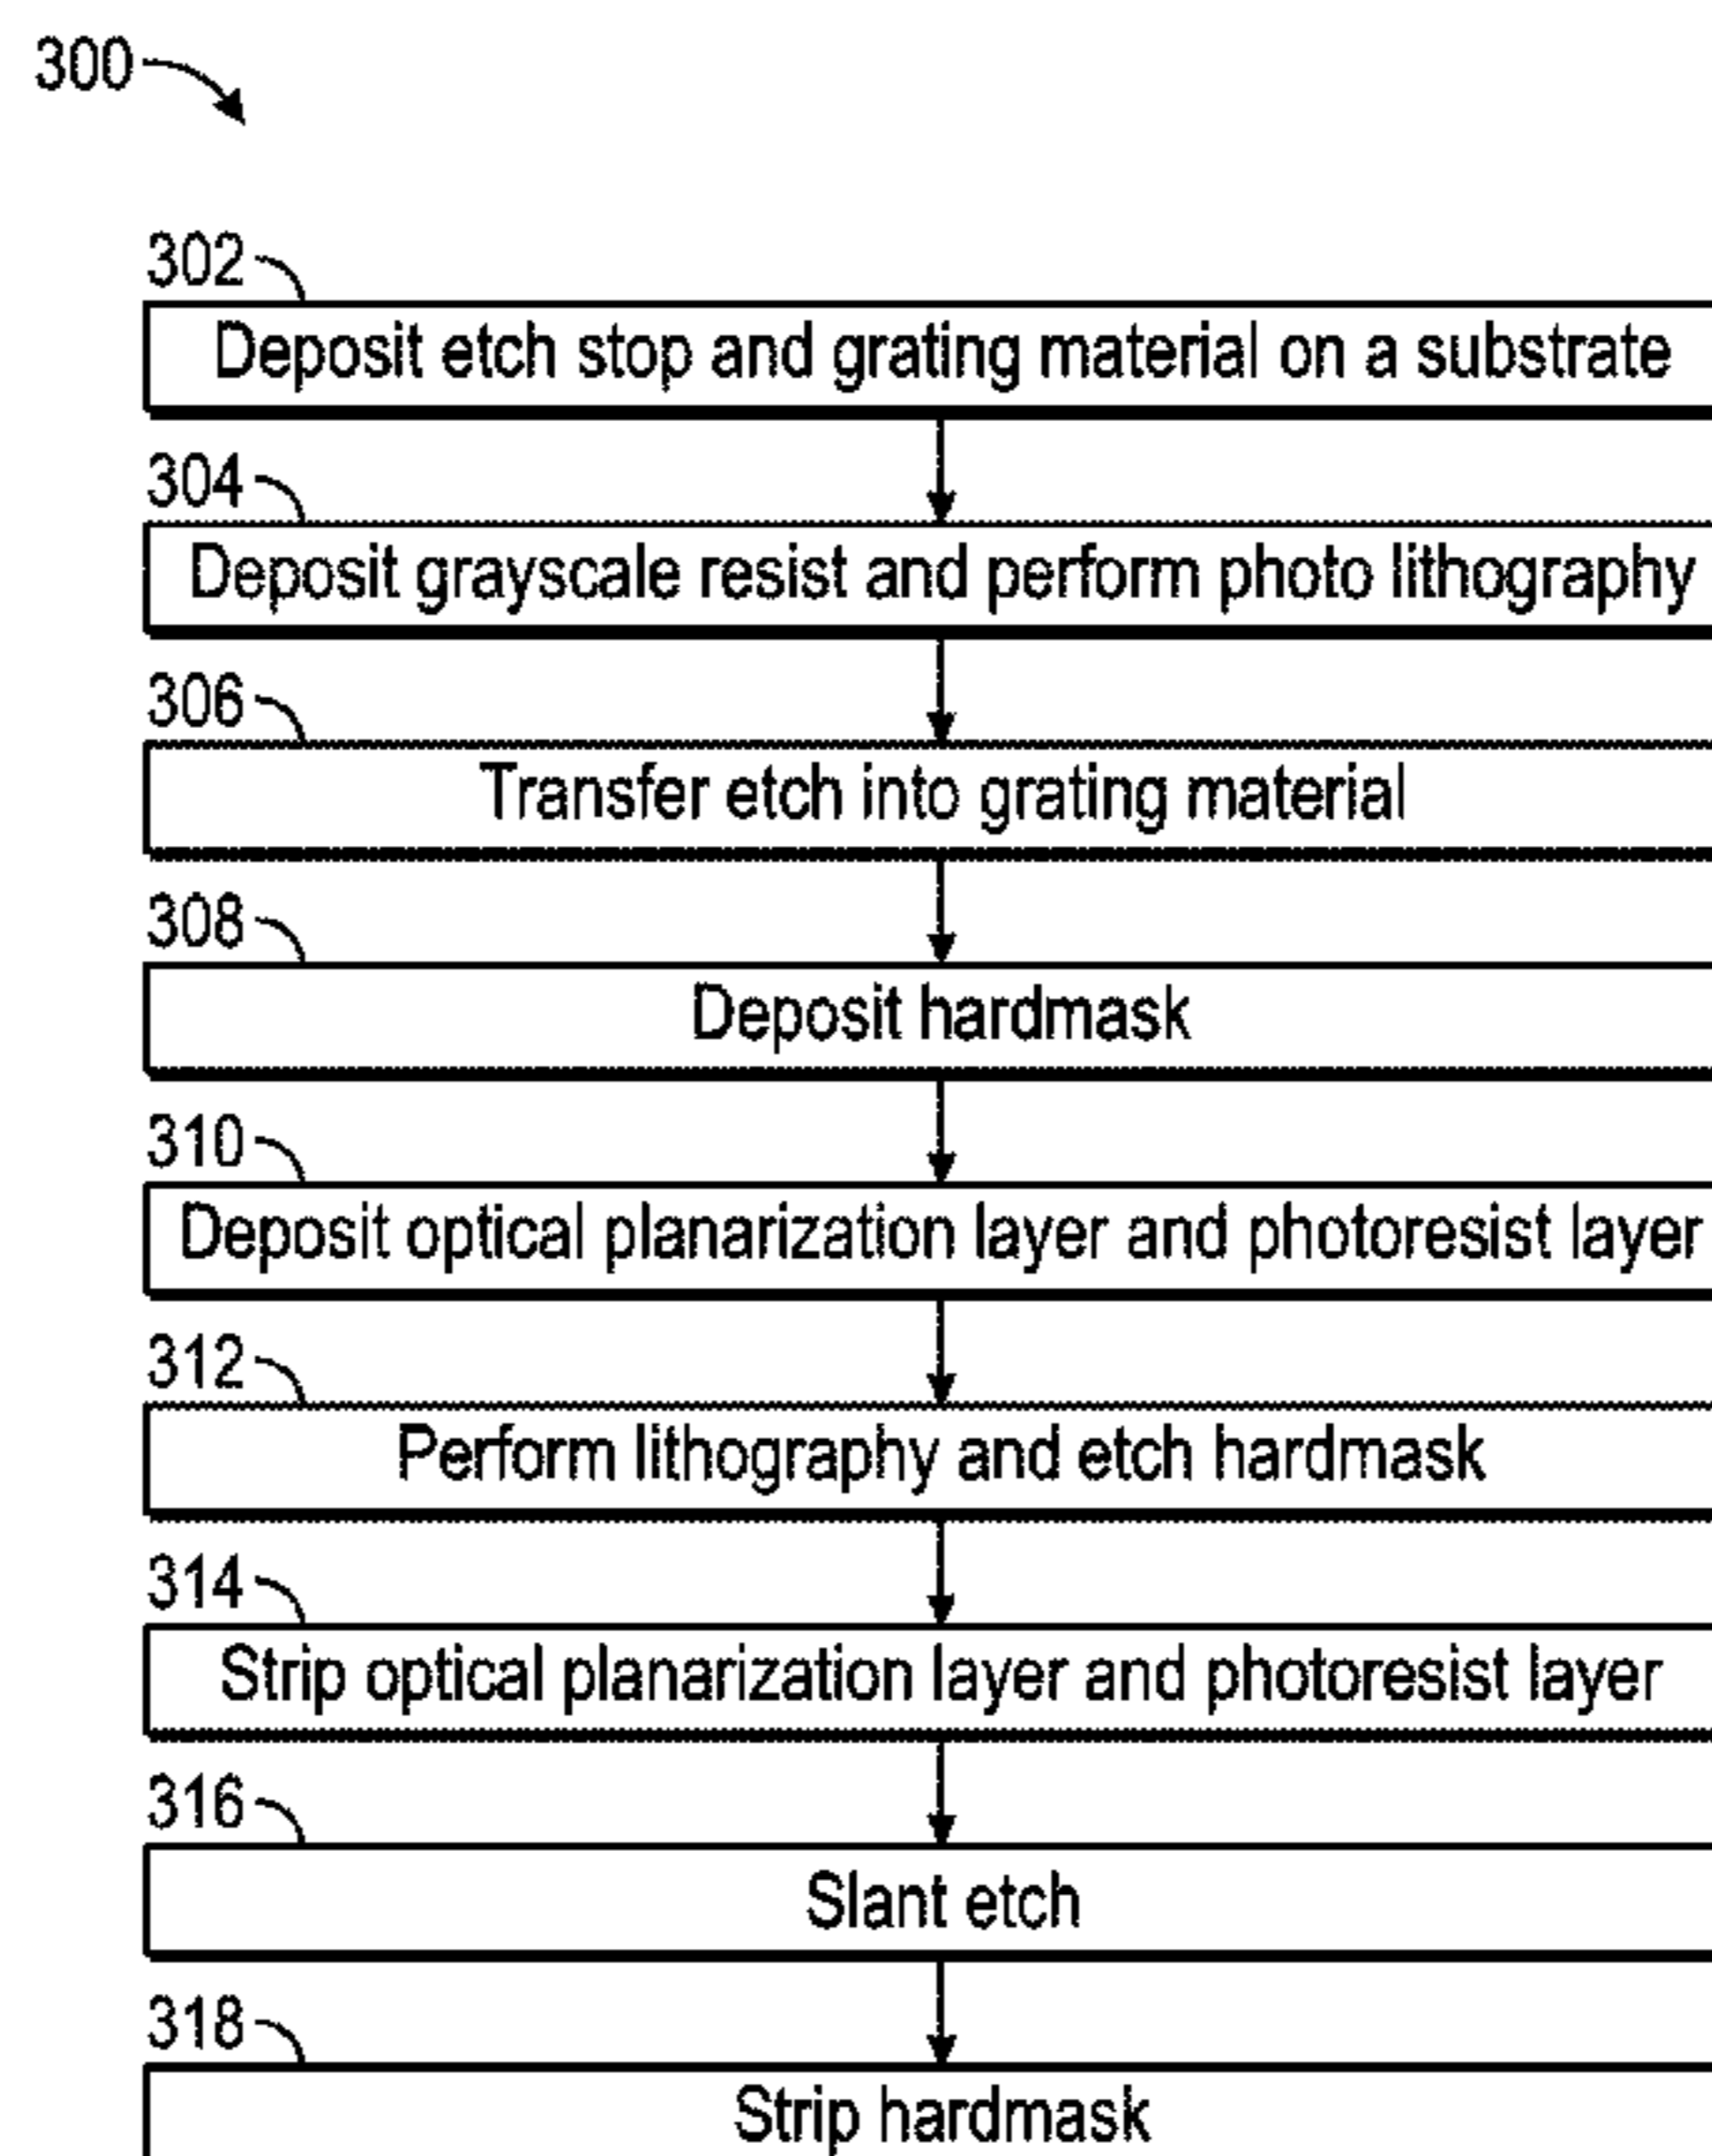 300
302
Deposit etch stop and grating material on a substrate
304
Deposit grayscale resist and perform photo lithography
306
Transfer etch into grating material
308
Deposit hardmask
310
Deposit optical planarization layer and photoresist layer
312
Perform lithography and etch hardmask
314
Strip optical planarization layer and photoresist layer
316
Slant etch
318
Strip hardmask